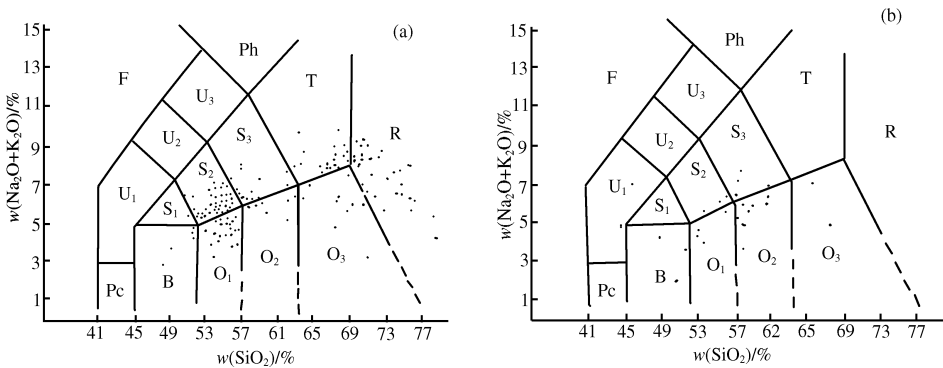 (a)
w(Na₂O+K₂O)/%
15
13
11
9
7
5
3
1
F
Ph
T
R
U₃
U₂
U₁
S₃
S₂
S₁
Pc
B
O₁
O₂
O₃
41 45 49 53 57 61 65 69 73 77
w(SiO₂)/%
(b)
w(Na₂O+K₂O)/%
15
13
11
9
7
5
3
1
F
Ph
T
R
U₃
U₂
U₁
S₃
S₂
S₁
Pc
B
O₁
O₂
O₃
41 45 49 53 57 62 65 69 73 77
w(SiO₂)/%